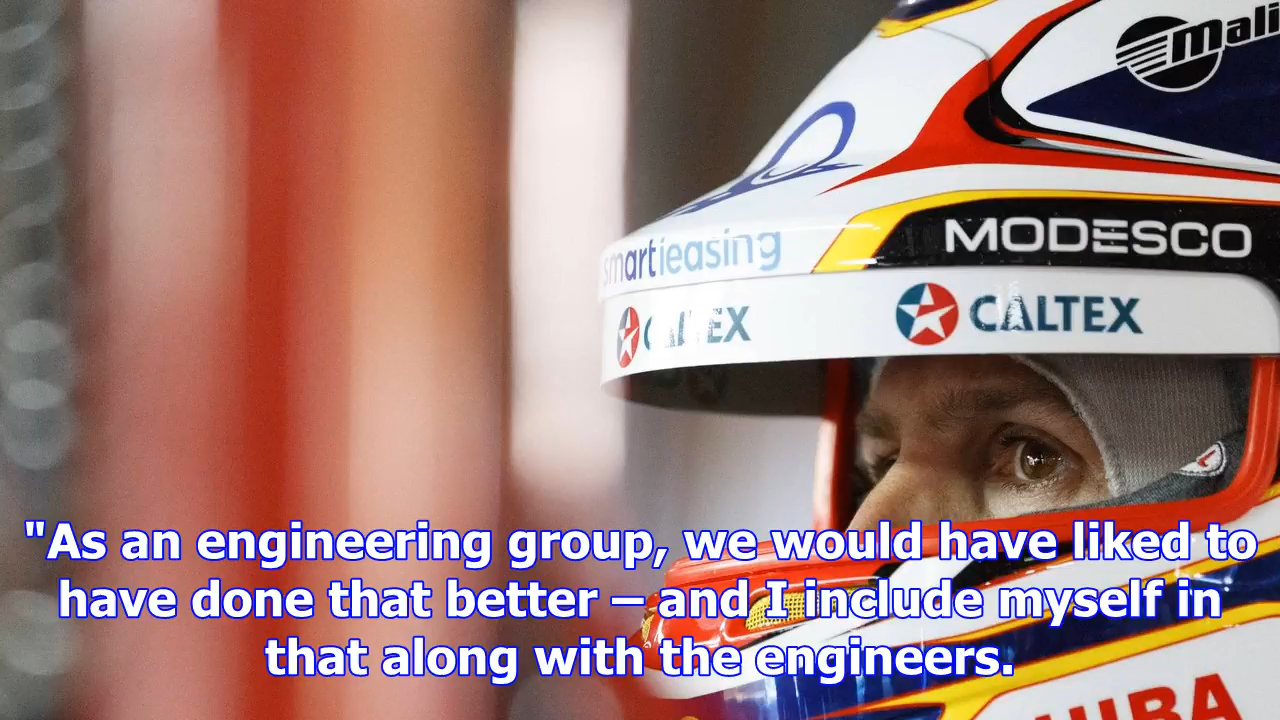 mali
MODESCO
smartleasing
CALTEX
CALTEX
"As an engineering group, we would have liked to
have done that better – and I include myself in
that along with the engineers.